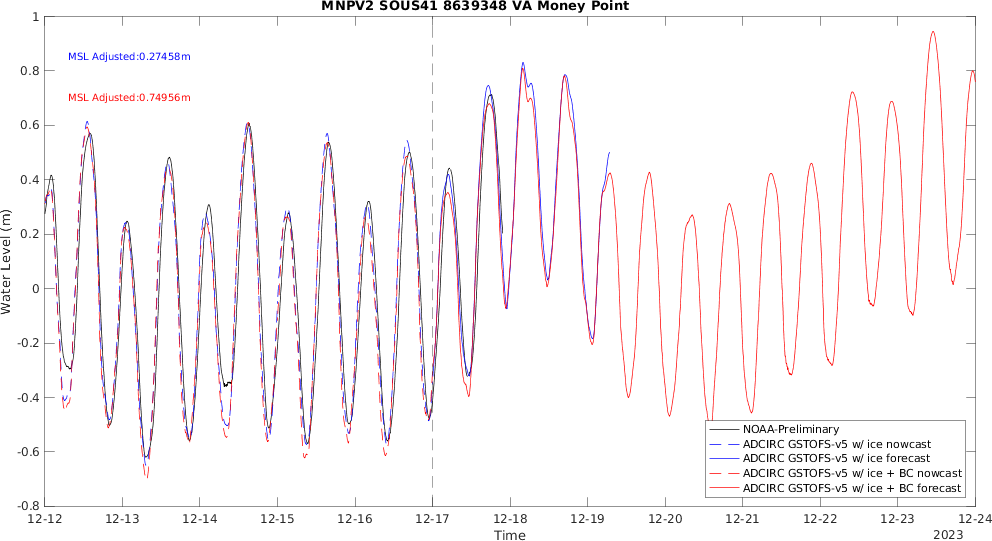 MNPV2 SOUS41 8639348 VA Money Point
MSL Adjusted:0.27458m
MSL Adjusted:0.74956m
Water Level (m)
1
0.8
0.6
0.4
0.2
0
-0.2
-0.4
-0.6
-0.8
NOAA-Preliminary
ADCIRC GSTOFS-v5 w/ ice nowcast
ADCIRC GSTOFS-v5 w/ ice forecast
ADCIRC GSTOFS-v5 w/ ice + BC nowcast
ADCIRC GSTOFS-v5 w/ ice + BC forecast
12-12 12-13 12-14 12-15 12-16 12-17 12-18 12-19 12-20 12-21 12-22 12-23 12-24
Time
2023